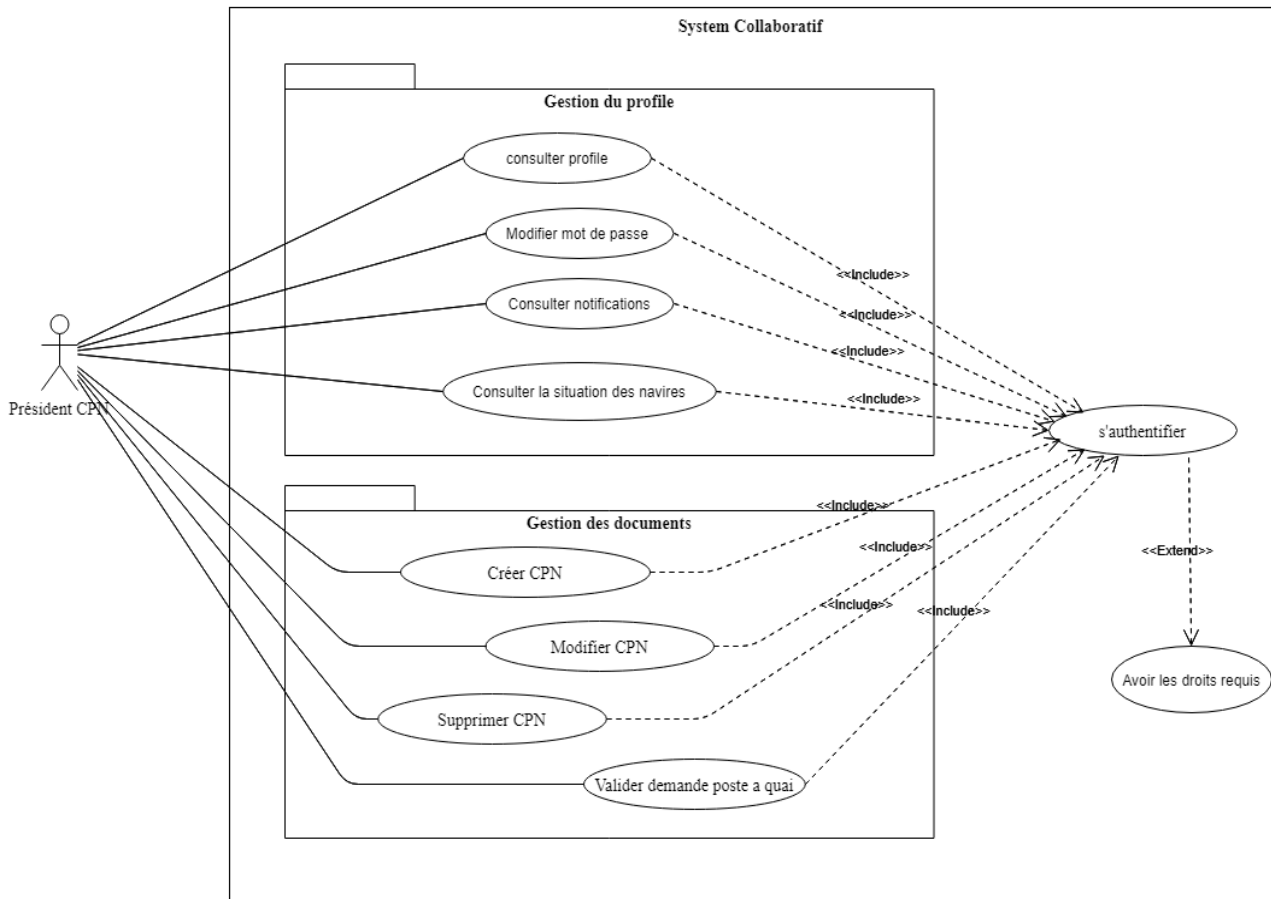 System Collaboratif
Gestion du profile
consulter profile
Modifier mot de passe
<<Include>>
Consulter notifications
<<Include>>
<<Include>>
Consulter la situation des navires
<<Include>>
Président CPN
s'authentifier
<<Include>>
Gestion des documents
<<Include>>
<<Extend>>
Créer CPN
<<Include>>
<<Include>>
Modifier CPN
Avoir les droits requis
Supprimer CPN
Valider demande poste a quai